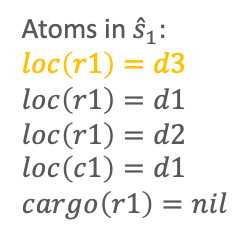 Atoms in ŝ₁:
loc(r1) = d3
loc(r1) = d1
loc(r1) = d2
loc(c1) = d1
cargo(r1) = nil